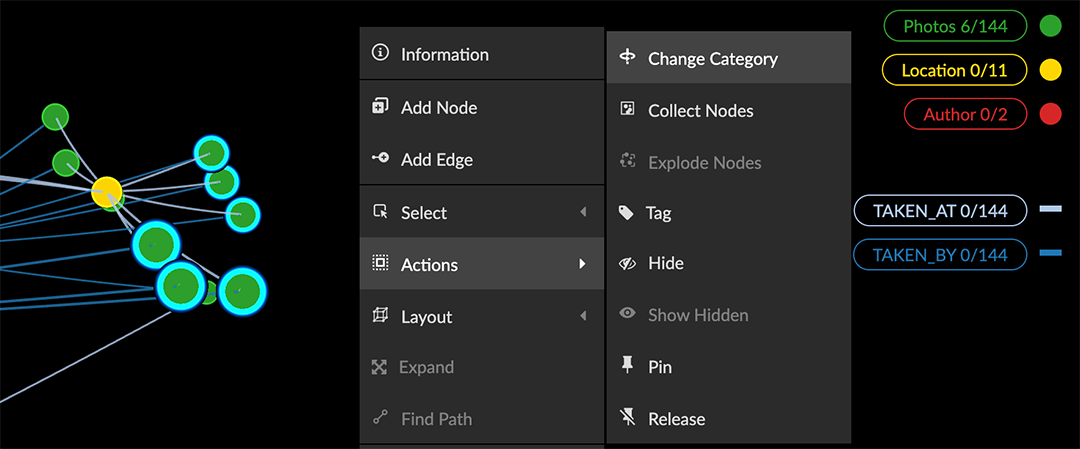 Information
Add Node
Add Edge
Select
Actions
Layout
Expand
Find Path
Change Category
Collect Nodes
Explode Nodes
Tag
Hide
Show Hidden
Pin
Release
Photos 6/144
Location 0/11
Author 0/2
TAKEN_AT 0/144
TAKEN_BY 0/144